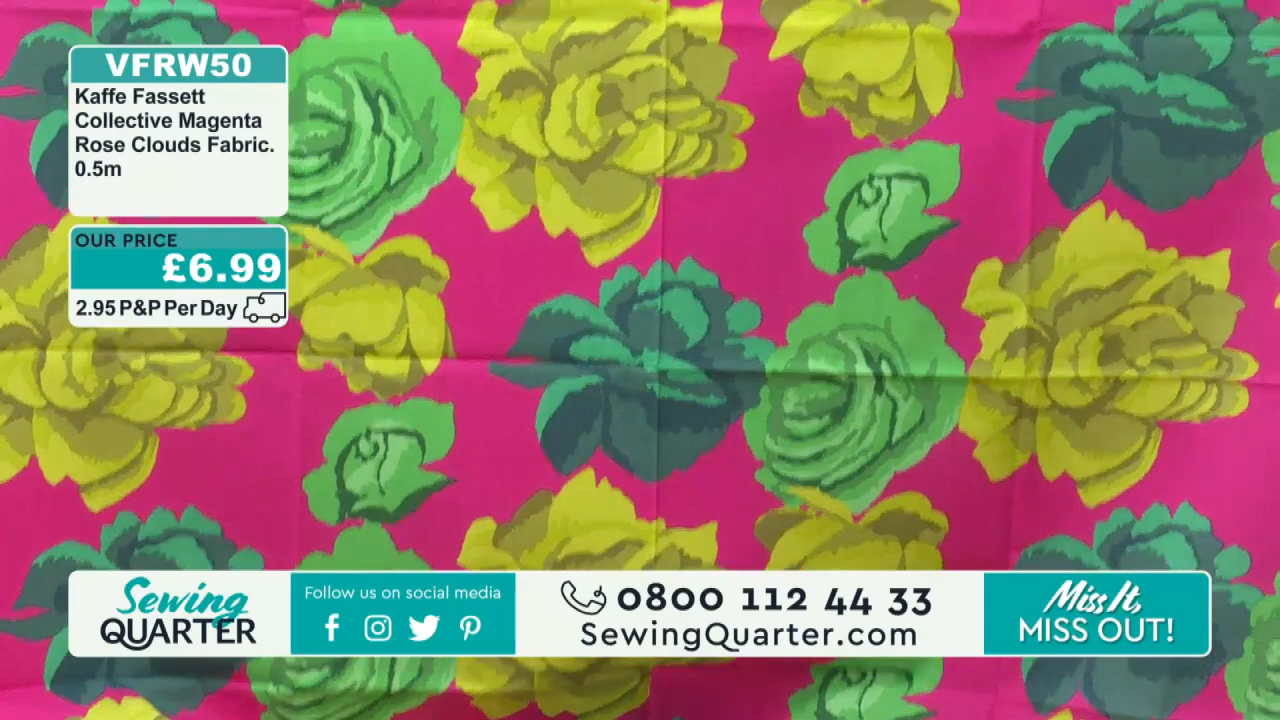 VFRW50
Kaffe Fassett
Collective Magenta
Rose Clouds Fabric.
0.5m
OUR PRICE
£6.99
2.95 P&P Per Day
Sewing
QUARTER
Follow us on social media
0800 112 44 33
SewingQuarter.com
Miss It,
MISS OUT!